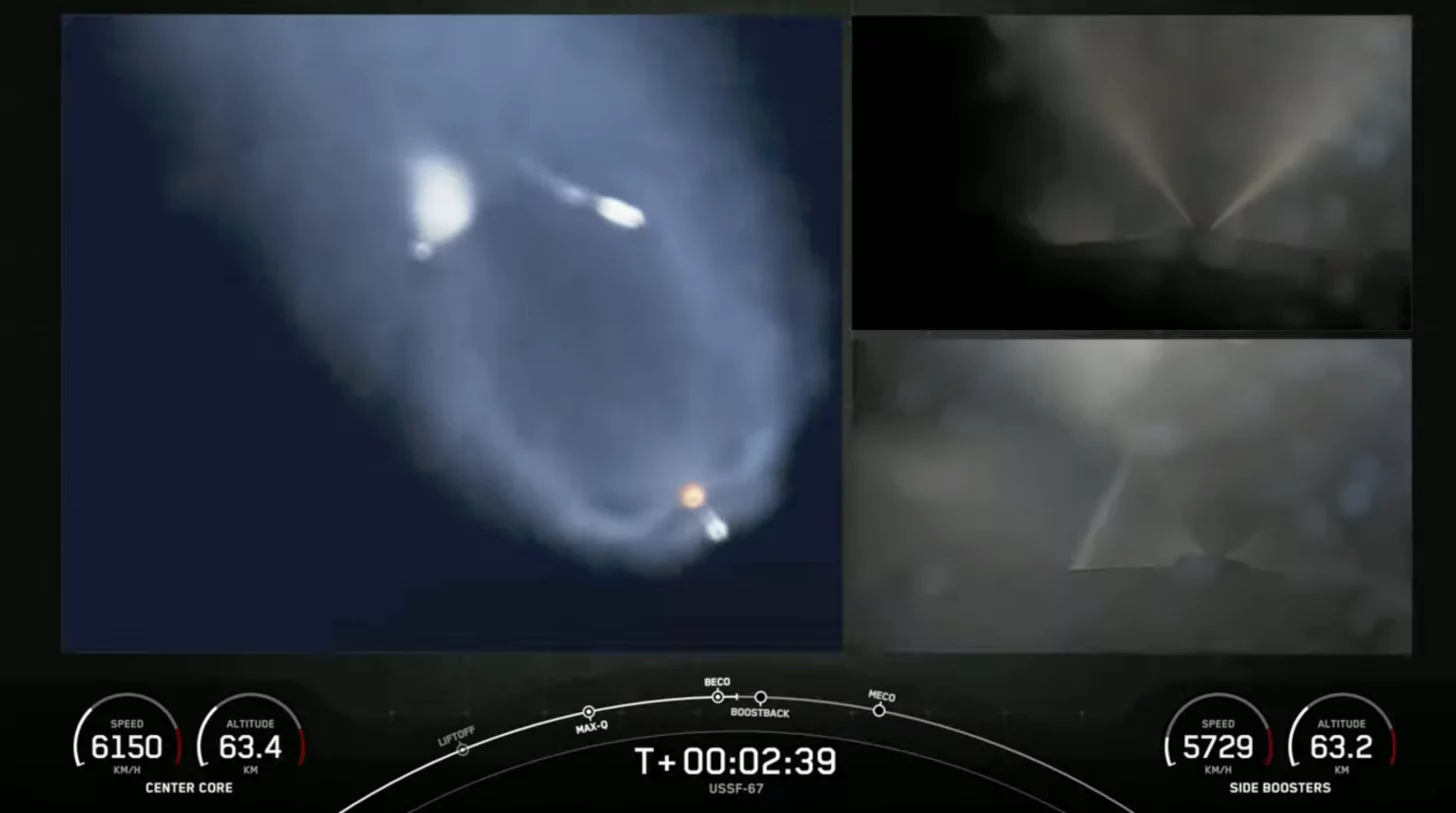 BECO
BOOSTBACK
MECO
MAX-Q
LIFTOFF
SPEED
6150
KM/H
ALTITUDE
63.4
KM
CENTER CORE
T+00:02:39
USSF-67
SPEED
5729
KM/H
ALTITUDE
63.2
KM
SIDE BOOSTERS